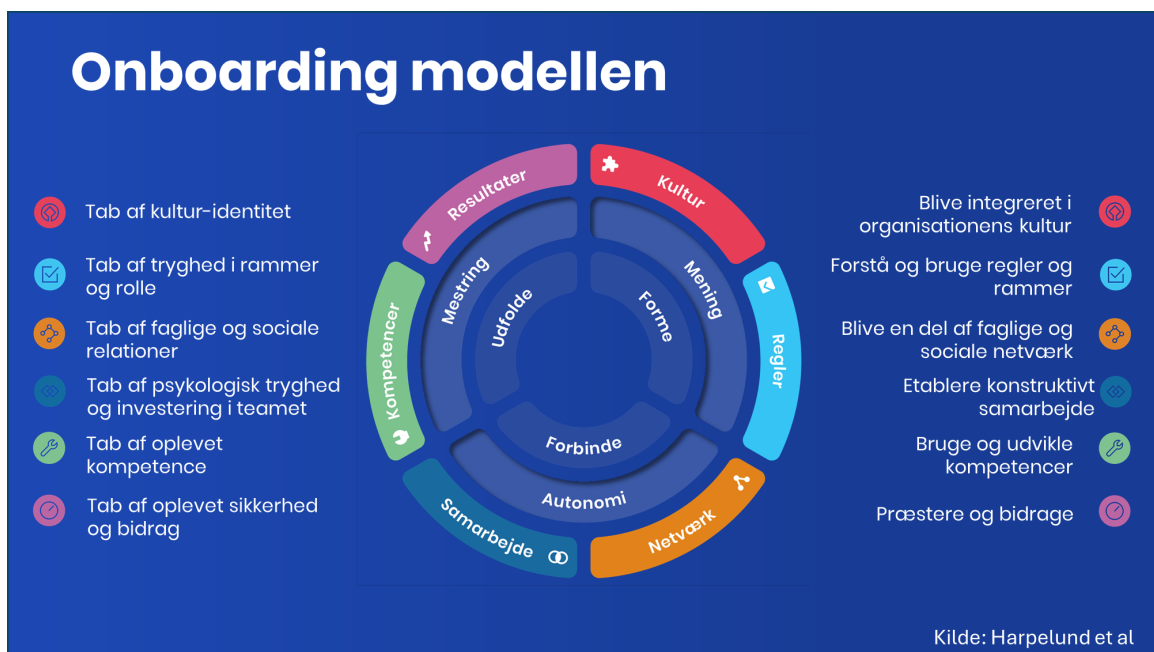 Onboarding modellen
Tab af kultur-identitet
Tab af tryghed i rammer
og rolle
Tab af faglige og sociale
relationer
Tab af psykologisk tryghed
og investering i teamet
Tab af oplevet
kompetence
Tab af oplevet sikkerhed
og bidrag
Resultater
Kultur
Mestring
Mening
Udfolde
Forme
Kompetencer
Regler
Forbinde
Autonomi
Samarbejde
Netværk
Blive integreret i
organisationens kultur
Forstå og bruge regler og
rammer
Blive en del af faglige og
sociale netværk
Etablere konstruktivt
samarbejde
Bruge og udvikle
kompetencer
Præstere og bidrage
Kilde: Harpelund et al